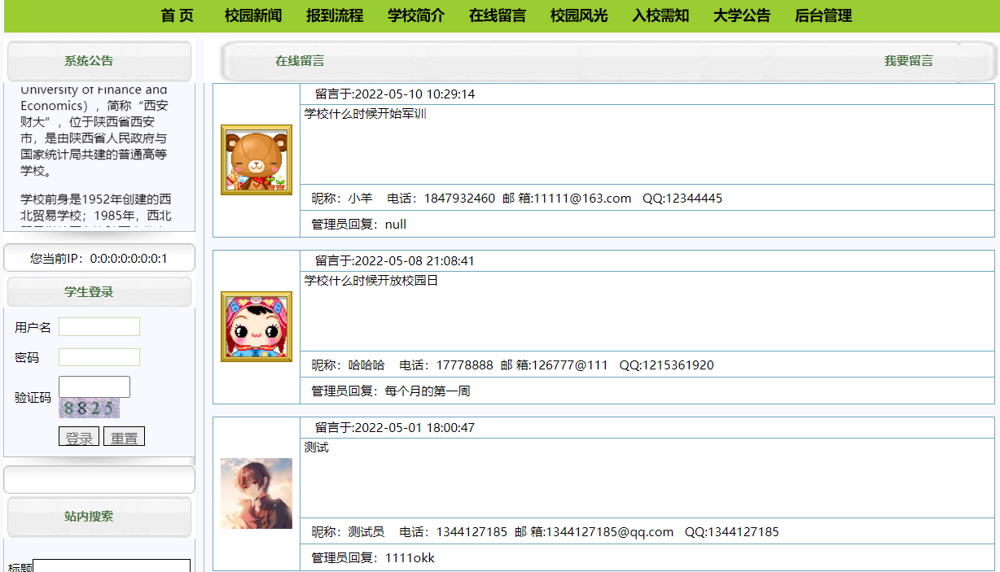 首 页 校园新闻 报到流程 学校简介 在线留言 校园风光 入校需知 大学公告 后台管理
系统公告
University of Finance and
Economics），简称“西安
财大”，位于陕西省西安
市，是由陕西省人民政府与
国家统计局共建的普通高等
学校。
学校前身是1952年创建的西
北贸易学校；1985年，西北
您当前IP：0:0:0:0:0:0:0:1
学生登录
用户名
密码
验证码
8825
登录 重置
站内搜索
标题
在线留言 我要留言
留言于:2022-05-10 10:29:14
学校什么时候开始军训
昵称：小羊 电话：1847932460 邮 箱:11111@163.com QQ:12344445
管理员回复：null
留言于:2022-05-08 21:08:41
学校什么时候开放校园日
昵称：哈哈哈 电话：17778888 邮 箱:126777@111 QQ:1215361920
管理员回复：每个月的第一周
留言于:2022-05-01 18:00:47
测试
昵称：测试员 电话：1344127185 邮 箱:1344127185@qq.com QQ:1344127185
管理员回复：1111okk